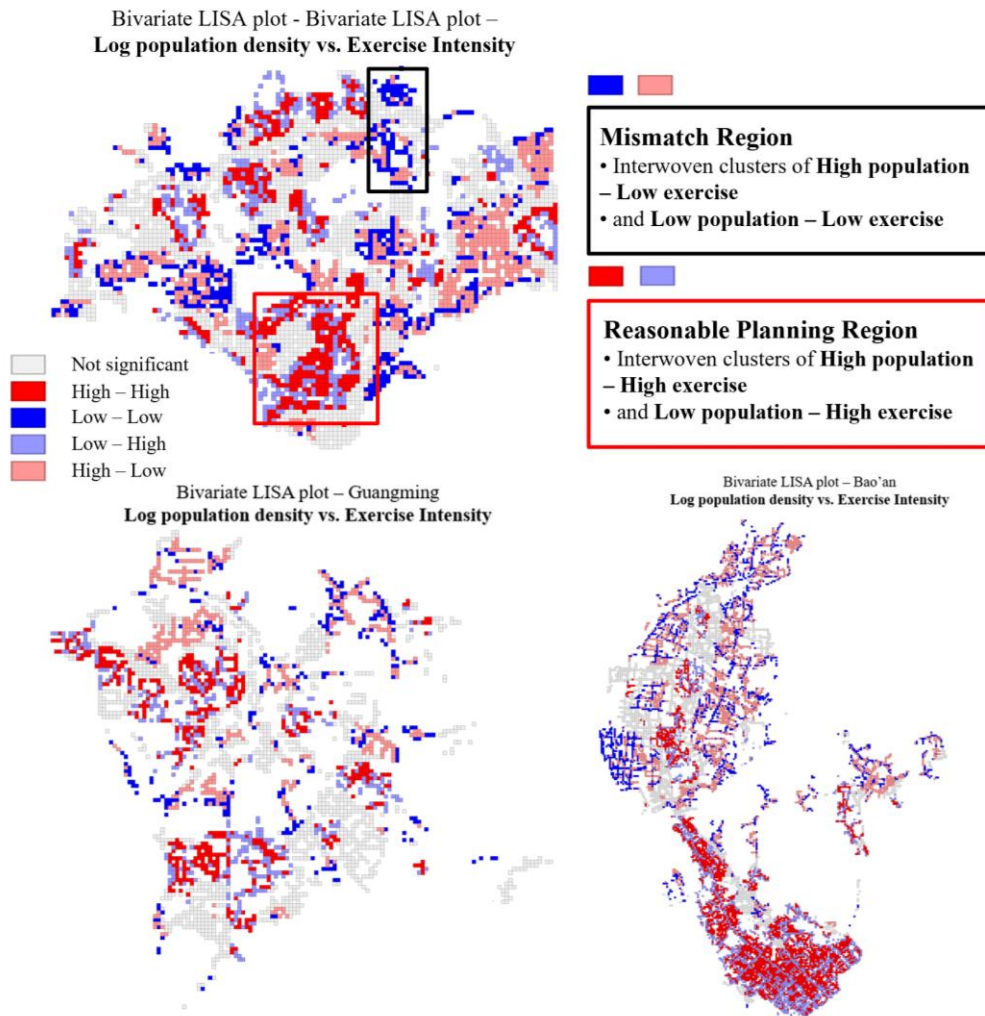 Bivariate LISA plot - Bivariate LISA plot –
Log population density vs. Exercise Intensity
Mismatch Region
• Interwoven clusters of High population
– Low exercise
• and Low population – Low exercise
Reasonable Planning Region
• Interwoven clusters of High population
– High exercise
• and Low population – High exercise
Not significant
High – High
Low – Low
Low – High
High – Low
Bivariate LISA plot – Guangming
Log population density vs. Exercise Intensity
Bivariate LISA plot – Bao’an
Log population density vs. Exercise Intensity